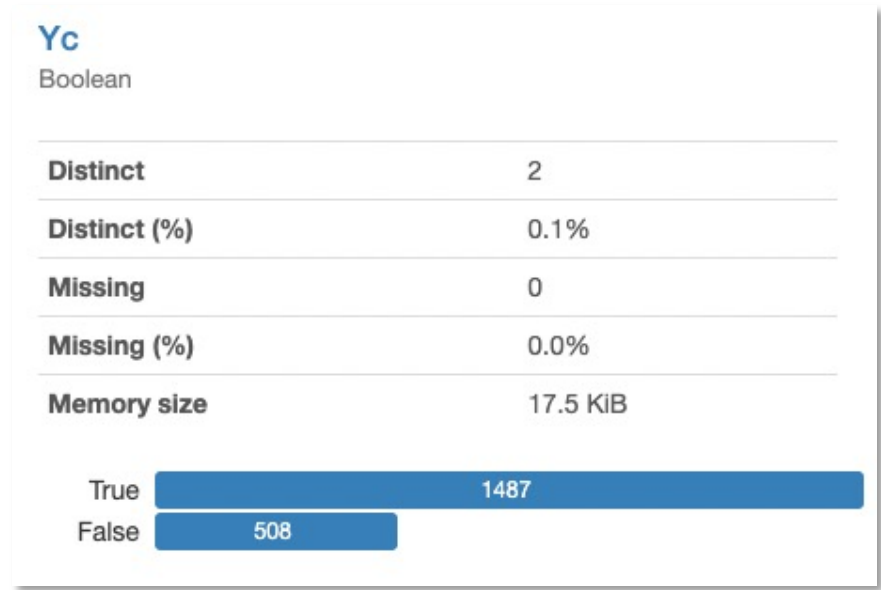 Yc
Boolean
Distinct 2
Distinct (%) 0.1%
Missing 0
Missing (%) 0.0%
Memory size 17.5 KiB
True 1487
False 508